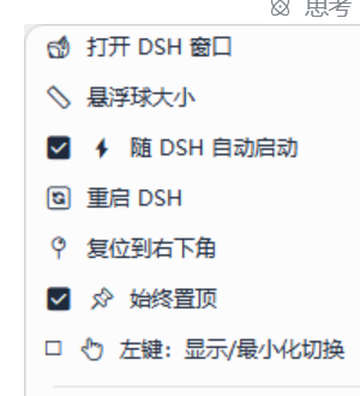 思考
打开 DSH 窗口
悬浮球大小
随 DSH 自动启动
重启 DSH
复位到右下角
始终置顶
左键：显示/最小化切换